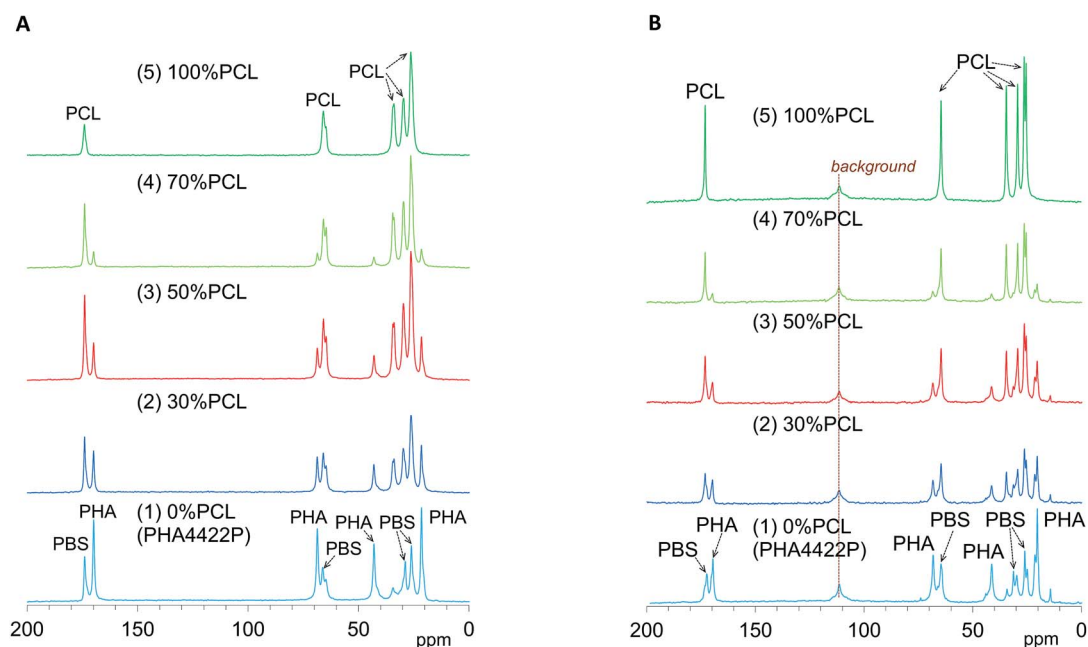 A
(5) 100%PCL
PCL
PCL
PCL
(4) 70%PCL
(3) 50%PCL
(2) 30%PCL
(1) 0%PCL
(PHA4422P)
PBS
PHA
PHA
PBS
PHA
PBS
PHA
200
150
100
50
0
ppm
B
PCL
PCL
(5) 100%PCL
background
(4) 70%PCL
(3) 50%PCL
(2) 30%PCL
(1) 0%PCL
(PHA4422P)
PBS
PHA
PHA
PBS
PHA
PBS
PHA
200
150
100
50
0
ppm